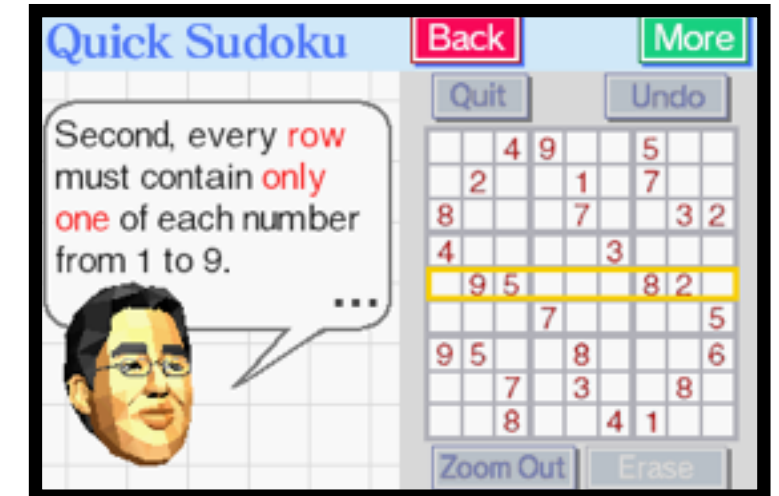 Quick Sudoku
Back
More
Second, every row
must contain only
one of each number
from 1 to 9.
...
Quit
Undo
4 9 5
2 1 7
8 7 3 2
4 3
9 5 8 2
7 5
9 5 8 6
7 3 8
8 4 1
Zoom Out
Erase